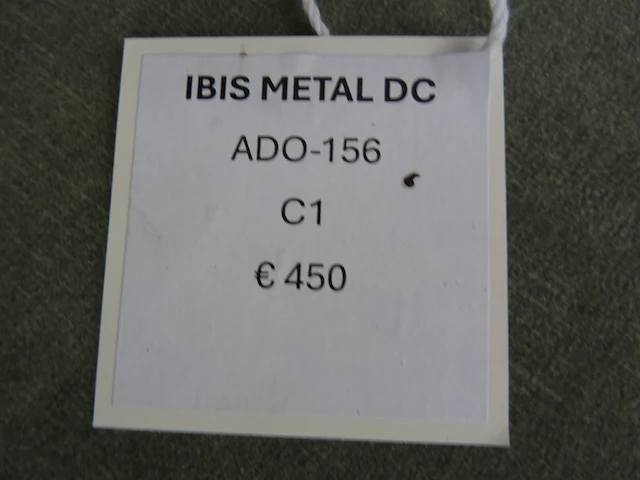 IBIS METAL DC
ADO-156
C1
€ 450